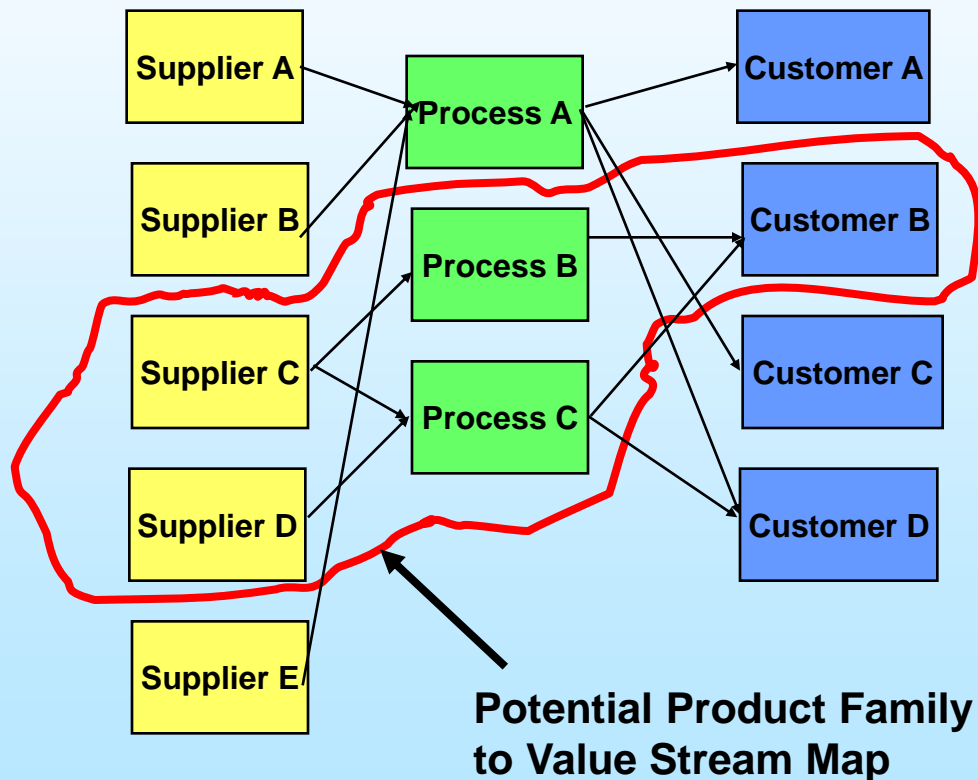 Supplier A
Process A
Customer A
Supplier B
Process B
Customer B
Supplier C
Process C
Customer C
Supplier D
Customer D
Supplier E
Potential Product Family
to Value Stream Map